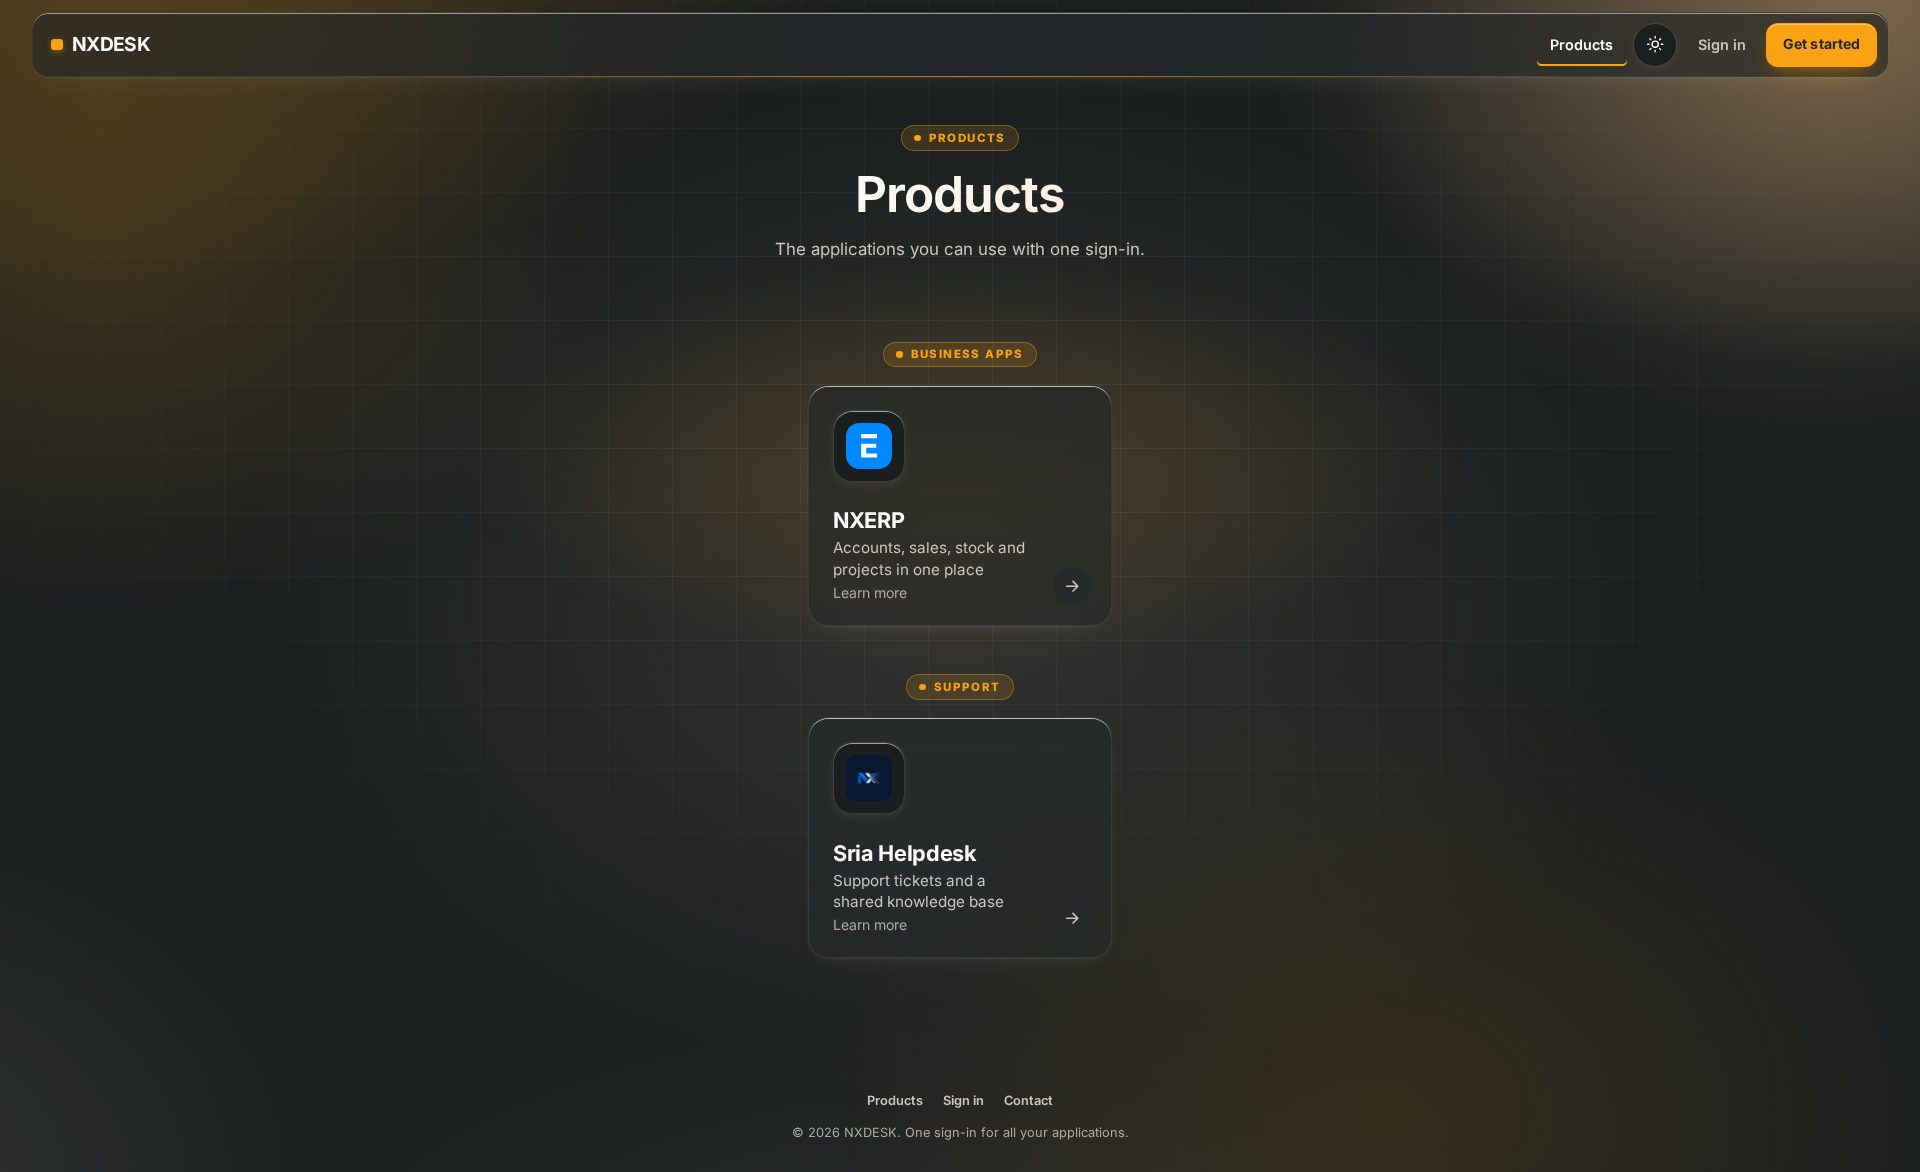 NXDESK
Products
Sign in
Get started
PRODUCTS
Products
The applications you can use with one sign-in.
BUSINESS APPS
E
NXERP
Accounts, sales, stock and
projects in one place
Learn more
SUPPORT
NX
Sria Helpdesk
Support tickets and a
shared knowledge base
Learn more
Products Sign in Contact
© 2026 NXDESK. One sign-in for all your applications.